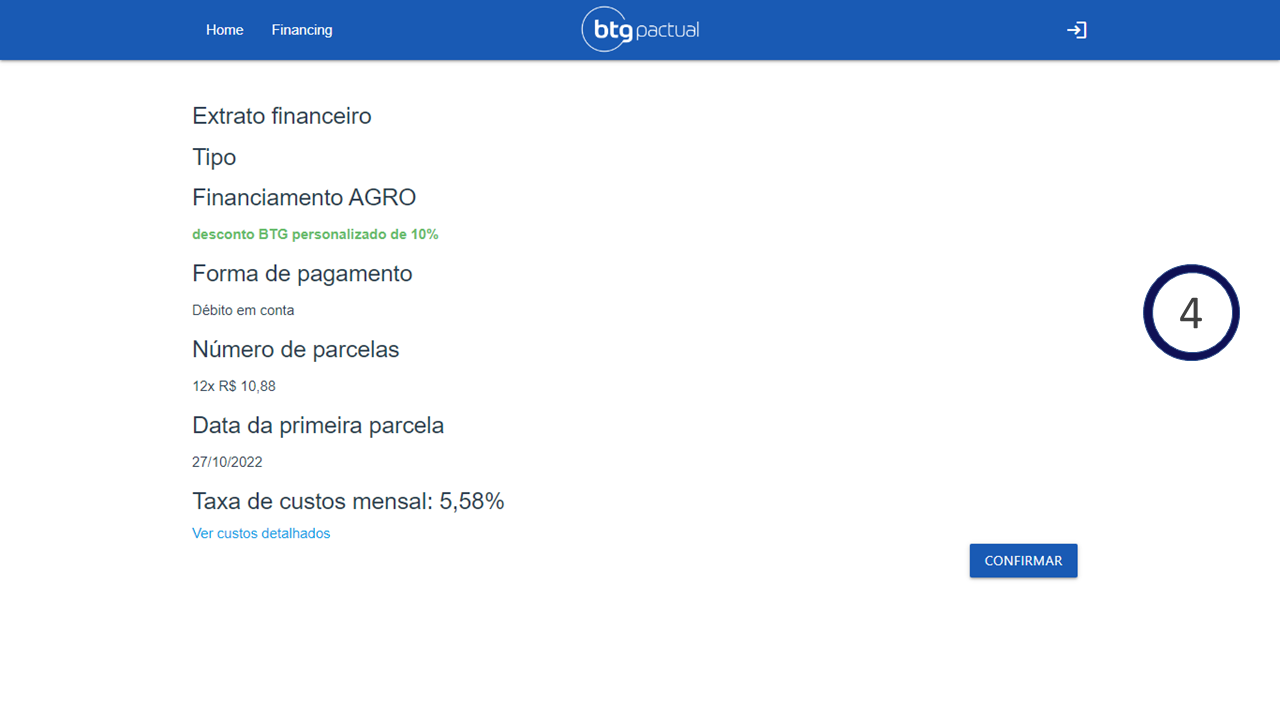 Home Financing
btg pactual
Extrato financeiro
Tipo
Financiamento AGRO
desconto BTG personalizado de 10%
Forma de pagamento
Débito em conta
Número de parcelas
12x R$ 10,88
Data da primeira parcela
27/10/2022
Taxa de custos mensal: 5,58%
Ver custos detalhados
CONFIRMAR
4